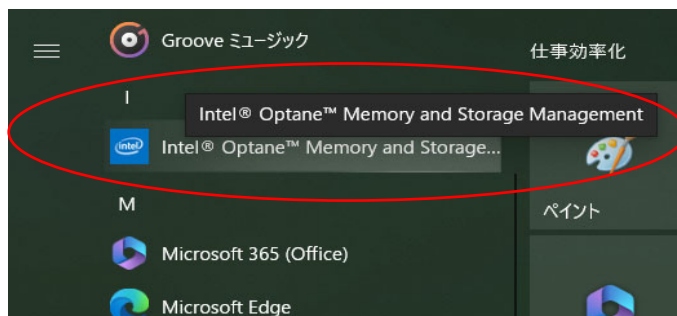 Groove ミュージック
仕事効率化
I
Intel® Optane™ Memory and Storage Management
intel
Intel® Optane™ Memory and Storage...
M
ペイント
Microsoft 365 (Office)
Microsoft Edge